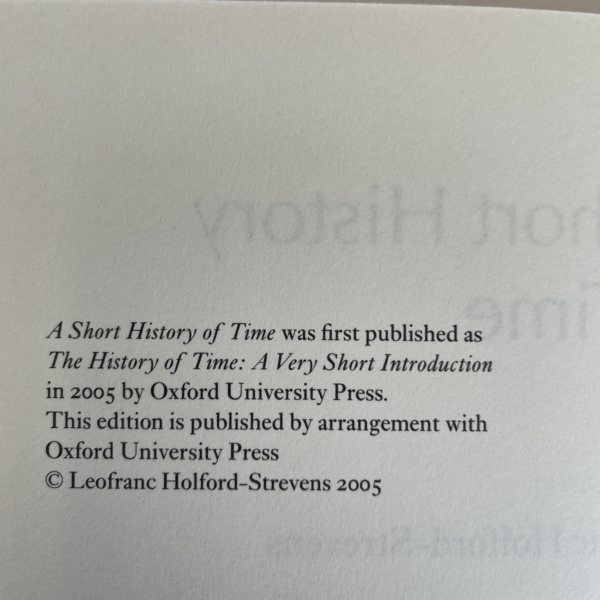 A Short History of Time was first published as
The History of Time: A Very Short Introduction
in 2005 by Oxford University Press.
This edition is published by arrangement with
Oxford University Press
© Leofranc Holford-Strevens 2005